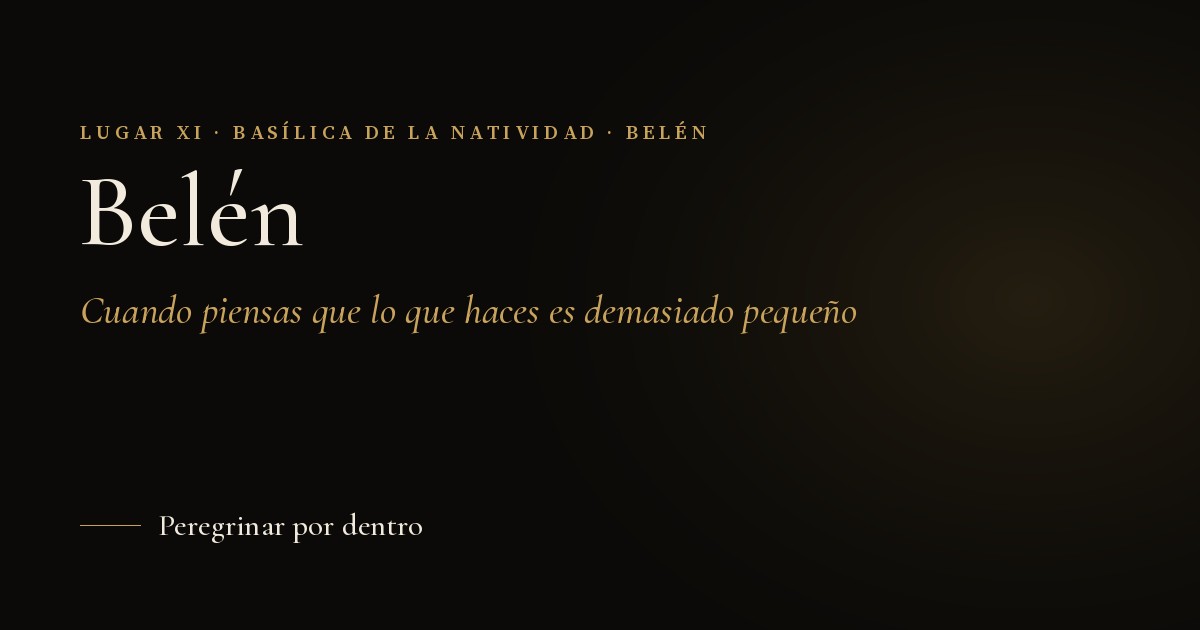 LUGAR XI · BASÍLICA DE LA NATIVIDAD · BELÉN
Belén
Cuando piensas que lo que haces es demasiado pequeño
Peregrinar por dentro